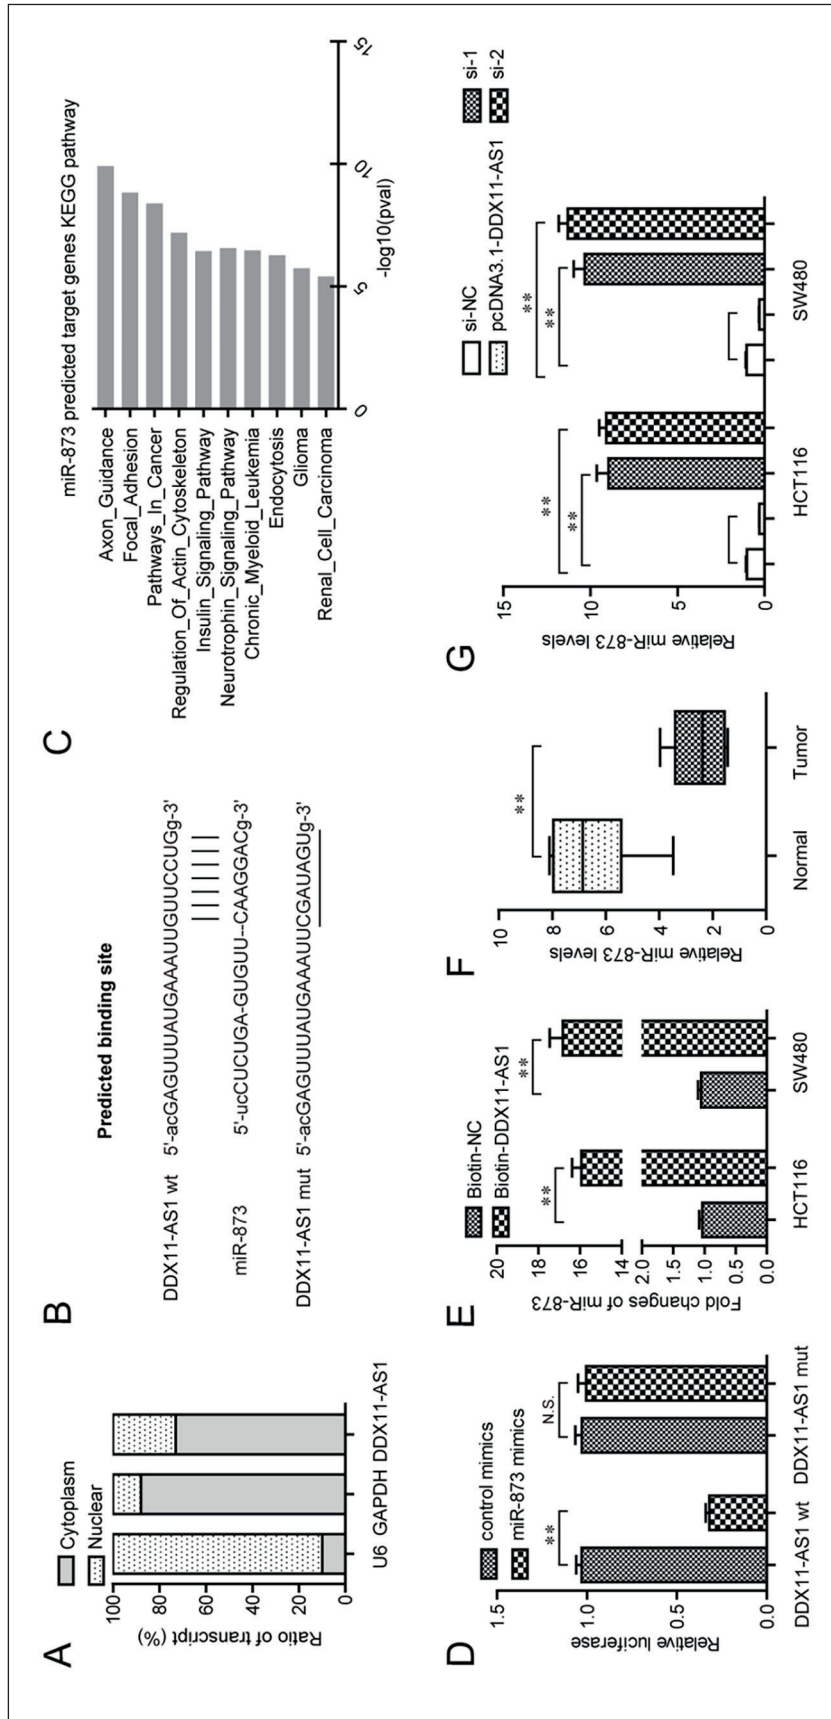 A
Cytoplasm
Nuclear
Ratio of transcript (%)
100
80
60
40
20
0
U6 GAPDH DDX11-AS1
B
Predicted binding site
DDX11-AS1 wt 5'-acGAGUUUAUGAAAUUGUUCCUGg-3'
miR-873 5'-ucCUCUGA-GUGUU--CAAGGACg-3'
DDX11-AS1 mut 5'-acGAGUUUAUGAAAUUCGAUAGUg-3'
C
miR-873 predicted target genes KEGG pathway
Axon_Guidance
Focal_Adhesion
Pathways_In_Cancer
Regulation_Of_Actin_Cytoskeleton
Insulin_Signaling_Pathway
Neurotrophin_Signaling_Pathway
Chronic_Myeloid_Leukemia
Endocytosis
Glioma
Renal_Cell_Carcinoma
0 5 10 15
-log10(pval)
D
control mimics
miR-873 mimics
Relative luciferase
1.5
1.0
0.5
0.0
**
N.S.
DDX11-AS1 wt DDX11-AS1 mut
E
Biotin-NC
Biotin-DDX11-AS1
Fold changes of miR-873
20
18
16
14
2.0
1.5
1.0
0.5
0.0
**
**
HCT116 SW480
F
Relative miR-873 levels
10
8
6
4
2
0
**
Normal Tumor
G
si-NC si-1
pcDNA3.1-DDX11-AS1 si-2
Relative miR-873 levels
15
10
5
0
**
**
**
**
HCT116 SW480